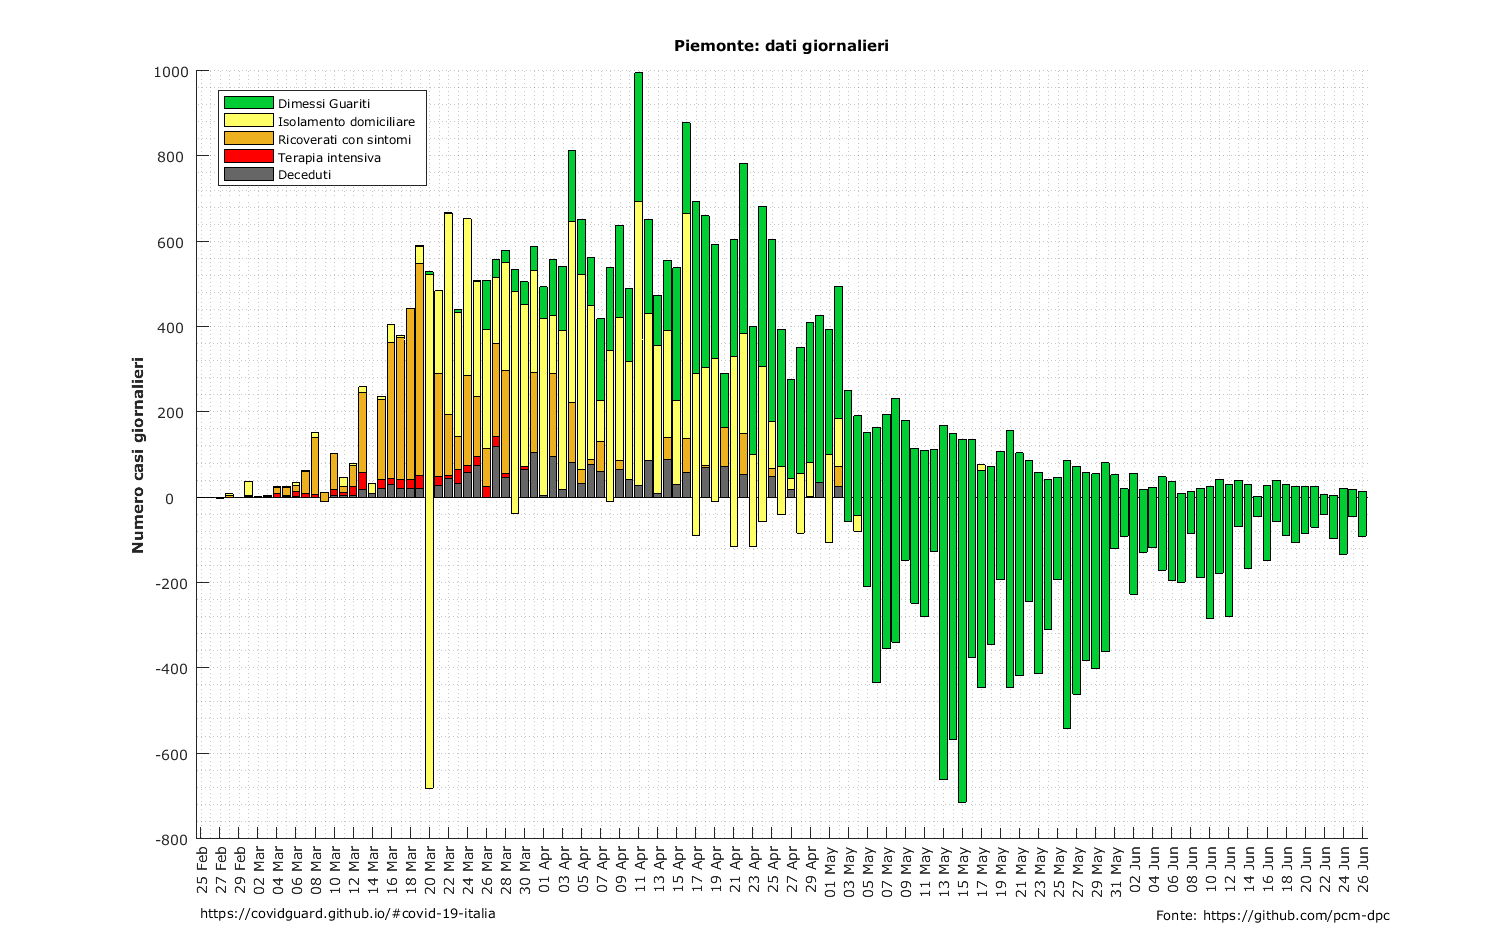 Piemonte: dati giornalieri
1000
800
600
400
200
0
-200
-400
-600
-800
Numero casi giornalieri
Dimessi Guariti
Isolamento domiciliare
Ricoverati con sintomi
Terapia intensiva
Deceduti
25 Feb
27 Feb
29 Feb
02 Mar
04 Mar
06 Mar
08 Mar
10 Mar
12 Mar
14 Mar
16 Mar
18 Mar
20 Mar
22 Mar
24 Mar
26 Mar
28 Mar
30 Mar
01 Apr
03 Apr
05 Apr
07 Apr
09 Apr
11 Apr
13 Apr
15 Apr
17 Apr
19 Apr
21 Apr
23 Apr
25 Apr
27 Apr
29 Apr
01 May
03 May
05 May
07 May
09 May
11 May
13 May
15 May
17 May
19 May
21 May
23 May
25 May
27 May
29 May
31 May
02 Jun
04 Jun
06 Jun
08 Jun
10 Jun
12 Jun
14 Jun
16 Jun
18 Jun
20 Jun
22 Jun
24 Jun
26 Jun
https://covidguard.github.io/#covid-19-italia
Fonte: https://github.com/pcm-dpc